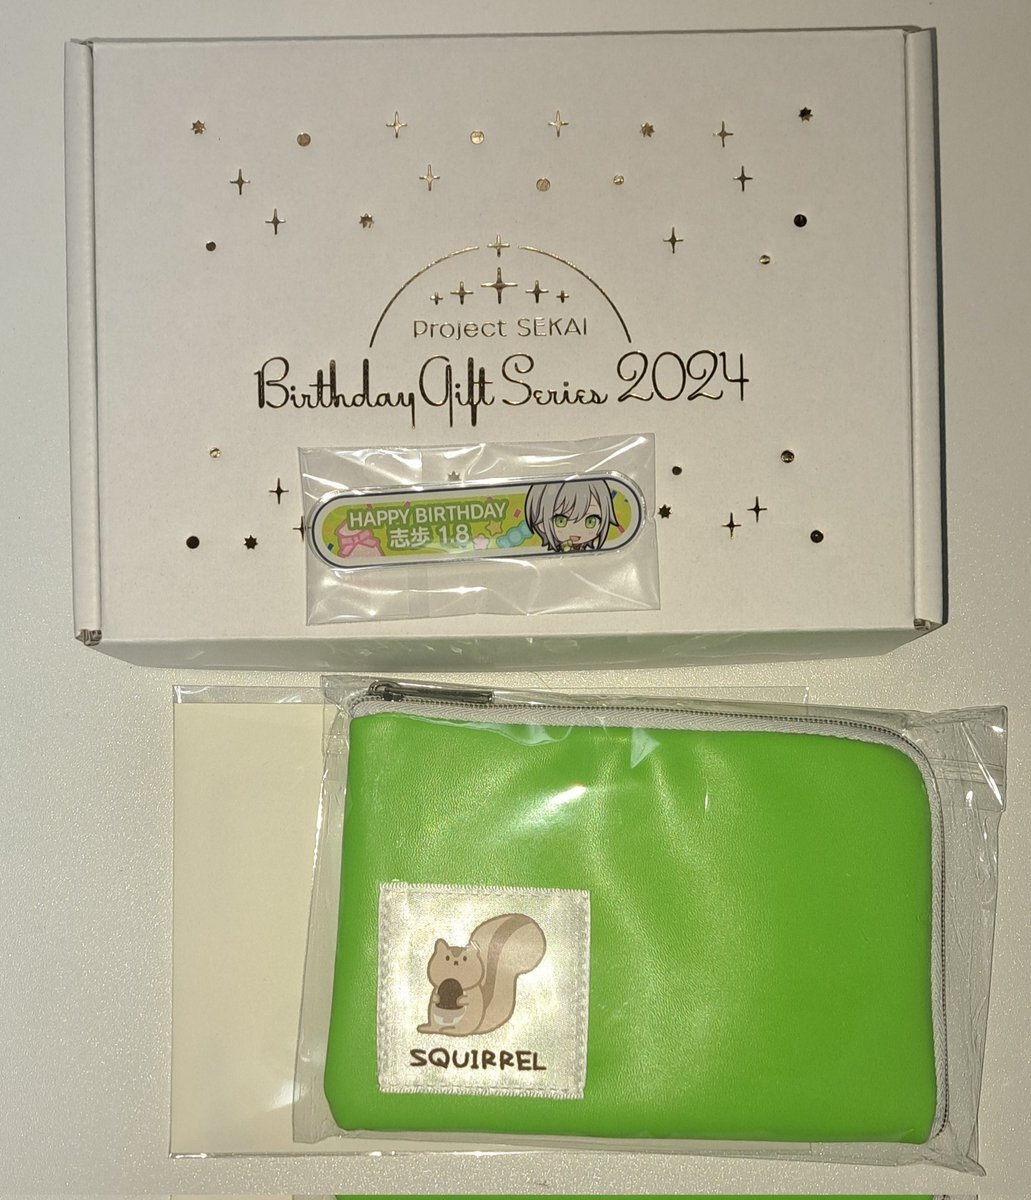 Project SEKAI
Birthday Gift Series 2024
HAPPY BIRTHDAY
志歩 1.8
SQUIRREL